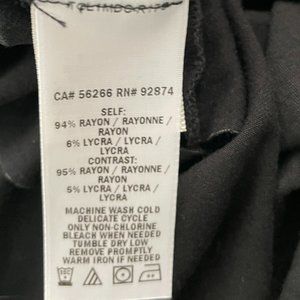 CA# 56266 RN# 92874
SELF:
94% RAYON / RAYONNE /
RAYON
6% LYCRA / LYCRA /
LYCRA
CONTRAST:
95% RAYON / RAYONNE /
RAYON
5% LYCRA / LYCRA /
LYCRA
MACHINE WASH COLD
DELICATE CYCLE
ONLY NON-CHLORINE
BLEACH WHEN NEEDED
TUMBLE DRY LOW
REMOVE PROMPTLY
WARM IRON IF NEEDED